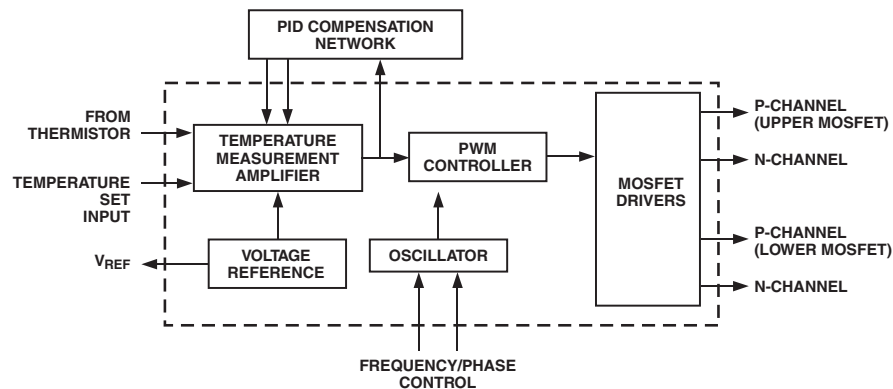 PID COMPENSATION
NETWORK
FROM
THERMISTOR
TEMPERATURE
MEASUREMENT
AMPLIFIER
PWM
CONTROLLER
MOSFET
DRIVERS
P-CHANNEL
(UPPER MOSFET)
N-CHANNEL
TEMPERATURE
SET
INPUT
P-CHANNEL
(LOWER MOSFET)
VREF
VOLTAGE
REFERENCE
OSCILLATOR
N-CHANNEL
FREQUENCY/PHASE
CONTROL